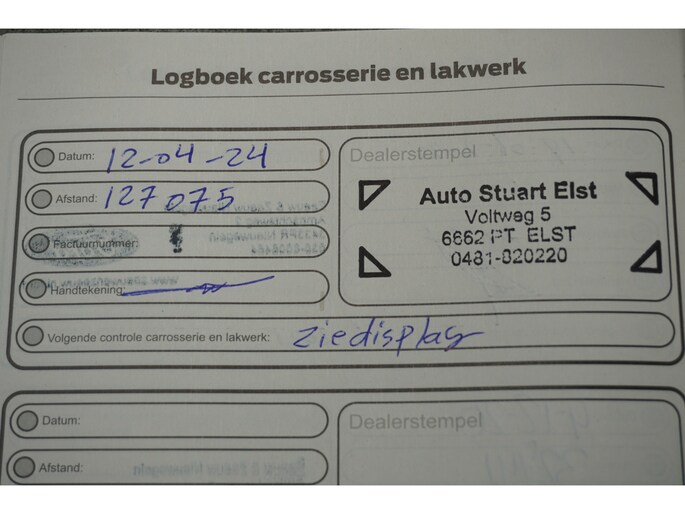 Logboek carrosserie en lakwerk
Datum: 12-04-24
Afstand: 127075
Factuurnummer:
Handtekening:
Volgende controle carrosserie en lakwerk: ziedisplay
Dealerstempel
Auto Stuart Elst
Voltweg 5
6662 PT ELST
0481-820220
Datum:
Afstand:
Dealerstempel